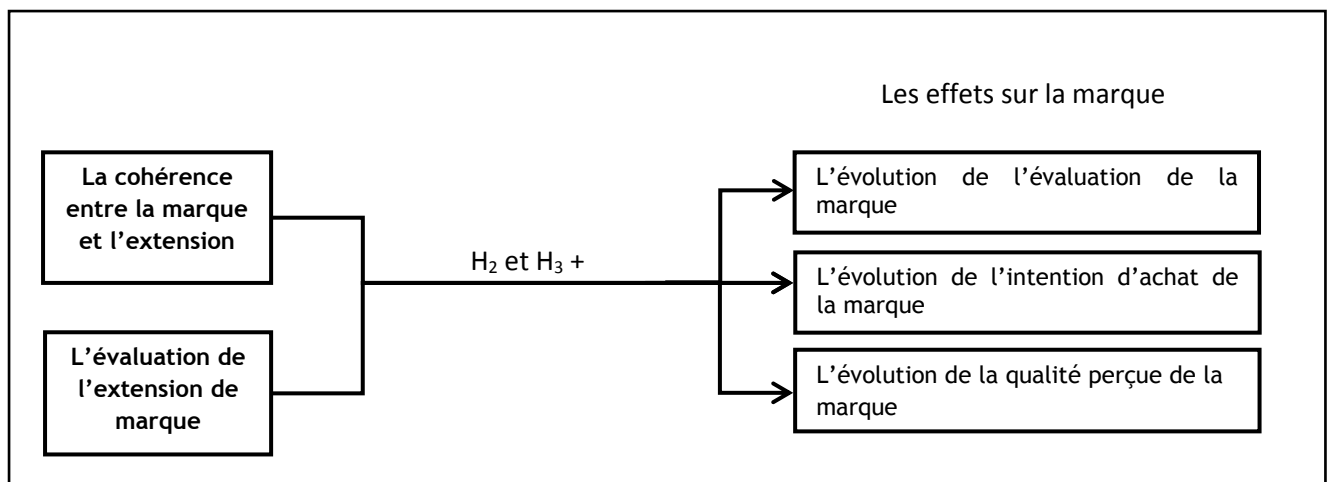 Les effets sur la marque
La cohérence
entre la marque
et l'extension
L'évaluation de
l'extension de
marque
H₂ et H₃ +
L'évolution de l'évaluation de la
marque
L'évolution de l'intention d'achat de
la marque
L'évolution de la qualité perçue de la
marque